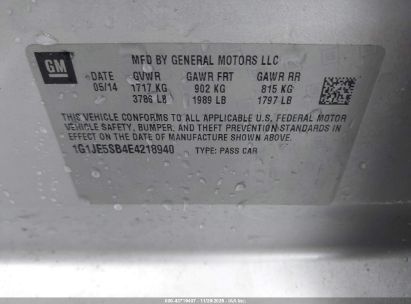 GM
MFD BY GENERAL MOTORS LLC
DATE GVWR GAWR FRT GAWR RR
05/14 1717 KG 902 KG 815 KG
3786 LB 1989 LB 1797 LB
THIS VEHICLE CONFORMS TO ALL APPLICABLE U.S. FEDERAL MOTOR
VEHICLE SAFETY, BUMPER, AND THEFT PREVENTION STANDARDS IN
EFFECT ON THE DATE OF MANUFACTURE SHOWN ABOVE.
1G1JE5SB4E4218940 TYPE: PASS CAR